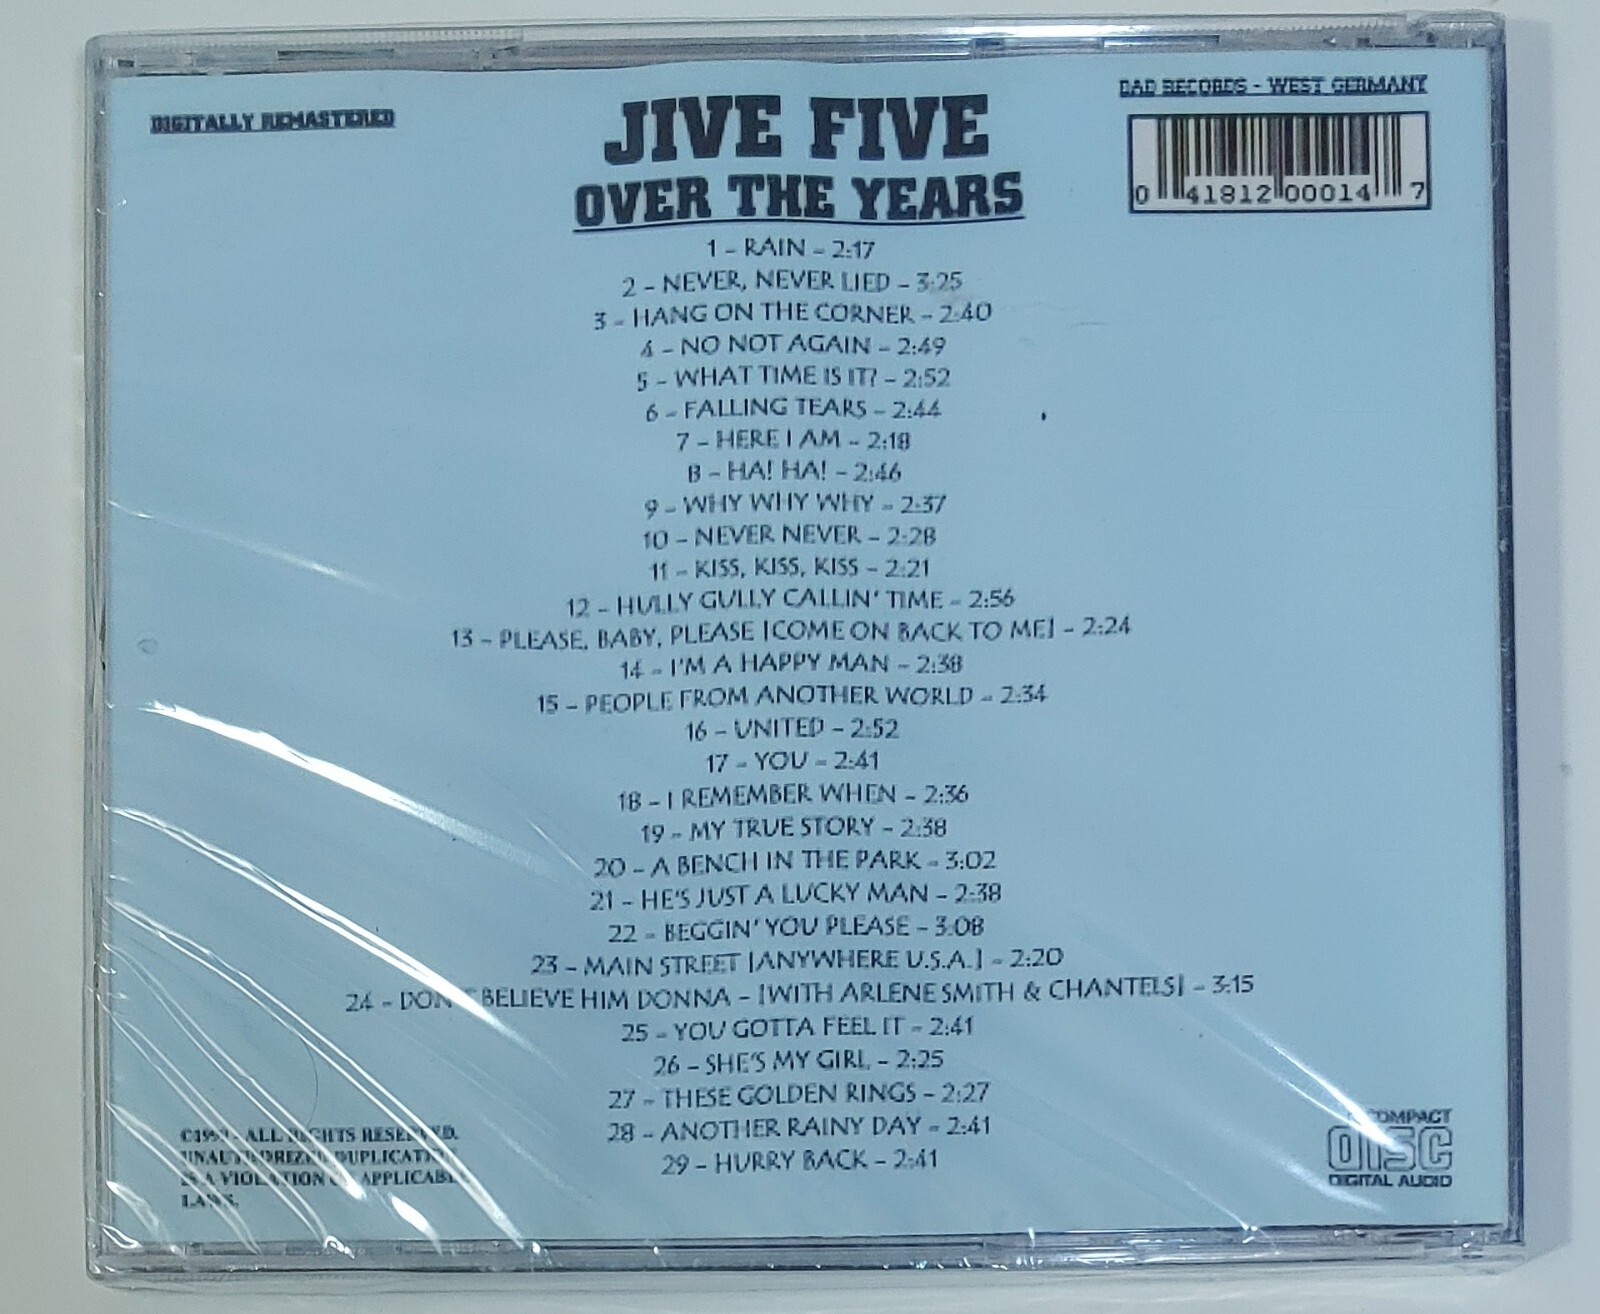 DIGITALLY REMASTERED
JIVE FIVE
OVER THE YEARS
DAD RECORDS - WEST GERMANY
0 41812 00014 7
1 - RAIN - 2:17
2 - NEVER, NEVER LIED - 3:25
3 - HANG ON THE CORNER - 2:40
4 - NO NOT AGAIN - 2:49
5 - WHAT TIME IS IT? - 2:52
6 - FALLING TEARS - 2:44
7 - HERE I AM - 2:18
8 - HA! HA! - 2:46
9 - WHY WHY WHY - 2:37
10 - NEVER NEVER - 2:28
11 - KISS, KISS, KISS - 2:21
12 - HULLY GULLY CALLIN' TIME - 2:56
13 - PLEASE, BABY, PLEASE [COME ON BACK TO ME] - 2:24
14 - I'M A HAPPY MAN - 2:38
15 - PEOPLE FROM ANOTHER WORLD - 2:34
16 - UNITED - 2:52
17 - YOU - 2:41
18 - I REMEMBER WHEN - 2:36
19 - MY TRUE STORY - 2:38
20 - A BENCH IN THE PARK - 3:02
21 - HE'S JUST A LUCKY MAN - 2:38
22 - BEGGIN' YOU PLEASE - 3:08
23 - MAIN STREET [ANYWHERE U.S.A.] - 2:20
24 - DON'T BELIEVE HIM DONNA - [WITH ARLENE SMITH & CHANTELS] - 3:15
25 - YOU GOTTA FEEL IT - 2:41
26 - SHE'S MY GIRL - 2:25
27 - THESE GOLDEN RINGS - 2:27
28 - ANOTHER RAINY DAY - 2:41
29 - HURRY BACK - 2:41
- ALL RIGHTS RESERVED.
UNAUTHORIZED DUPLICATION
IS A VIOLATION OF APPLICABLE
LAWS.
COMPACT
DISC
DIGITAL AUDIO